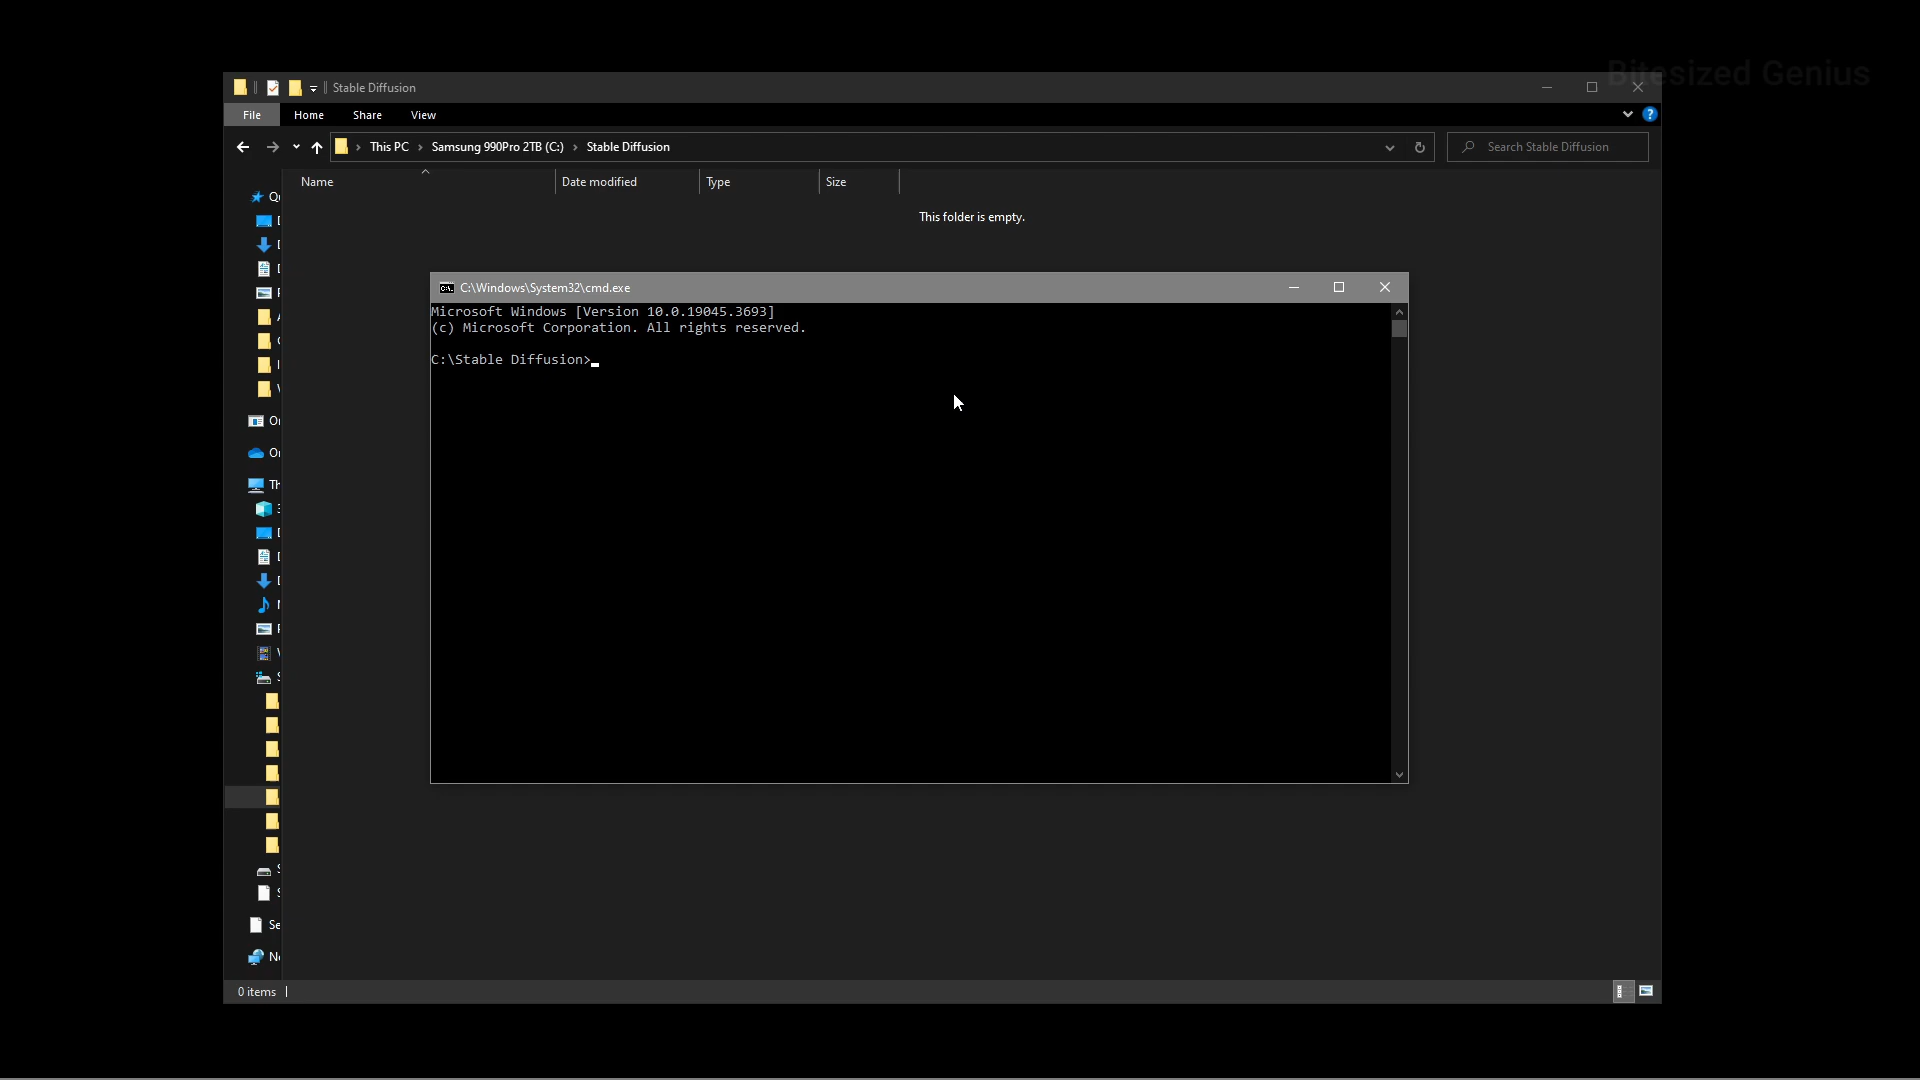 Bitesized Genius
Stable Diffusion
File Home Share View
This PC › Samsung 990Pro 2TB (C:) › Stable Diffusion
Search Stable Diffusion
Name Date modified Type Size
This folder is empty.
C:\Windows\System32\cmd.exe
Microsoft Windows [Version 10.0.19045.3693]
(c) Microsoft Corporation. All rights reserved.
C:\Stable Diffusion>
0 items